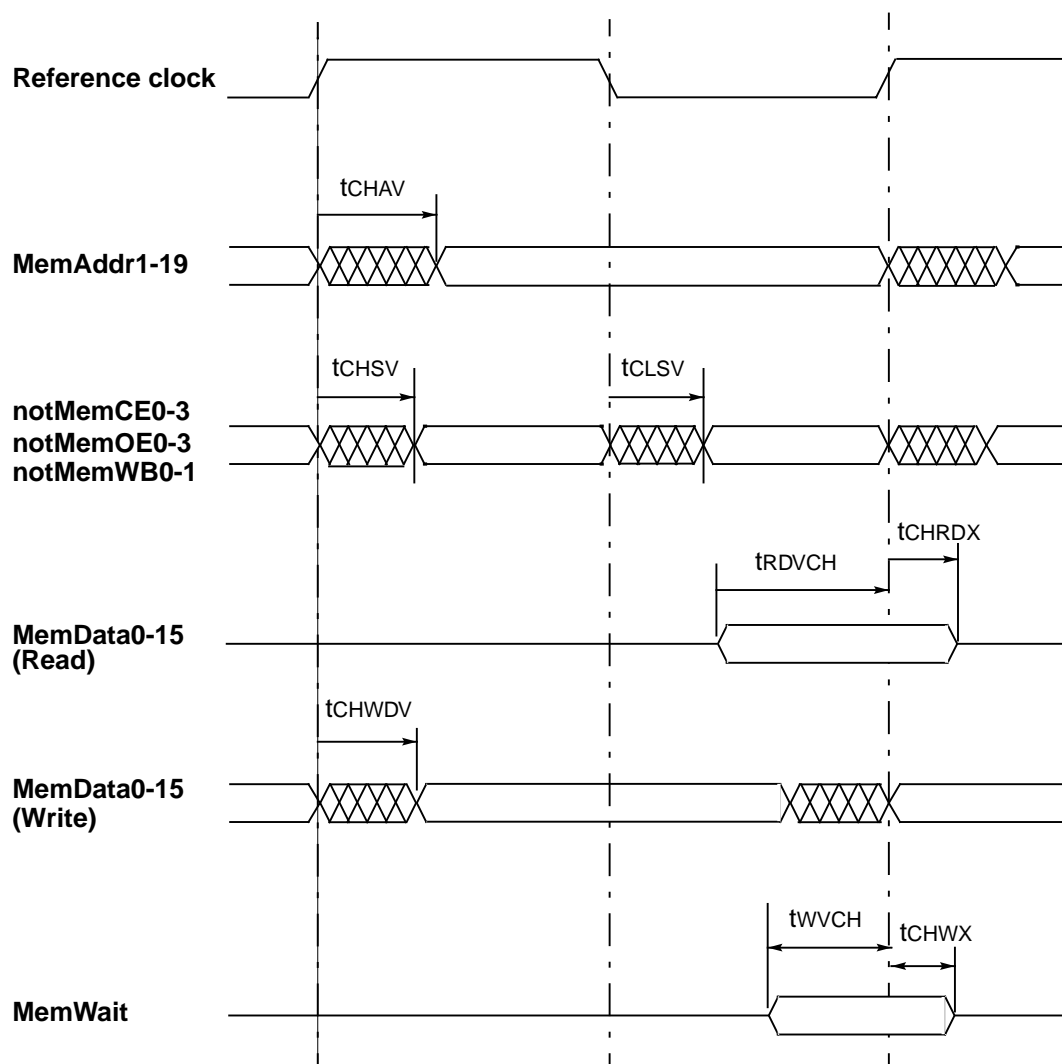 Reference clock
tCHAV
MemAddr1-19
tCHSV
tCLSV
notMemCE0-3
notMemOE0-3
notMemWB0-1
tCHRDX
tRDVCH
MemData0-15
(Read)
tCHWDV
MemData0-15
(Write)
tWVCH
tCHWX
MemWait